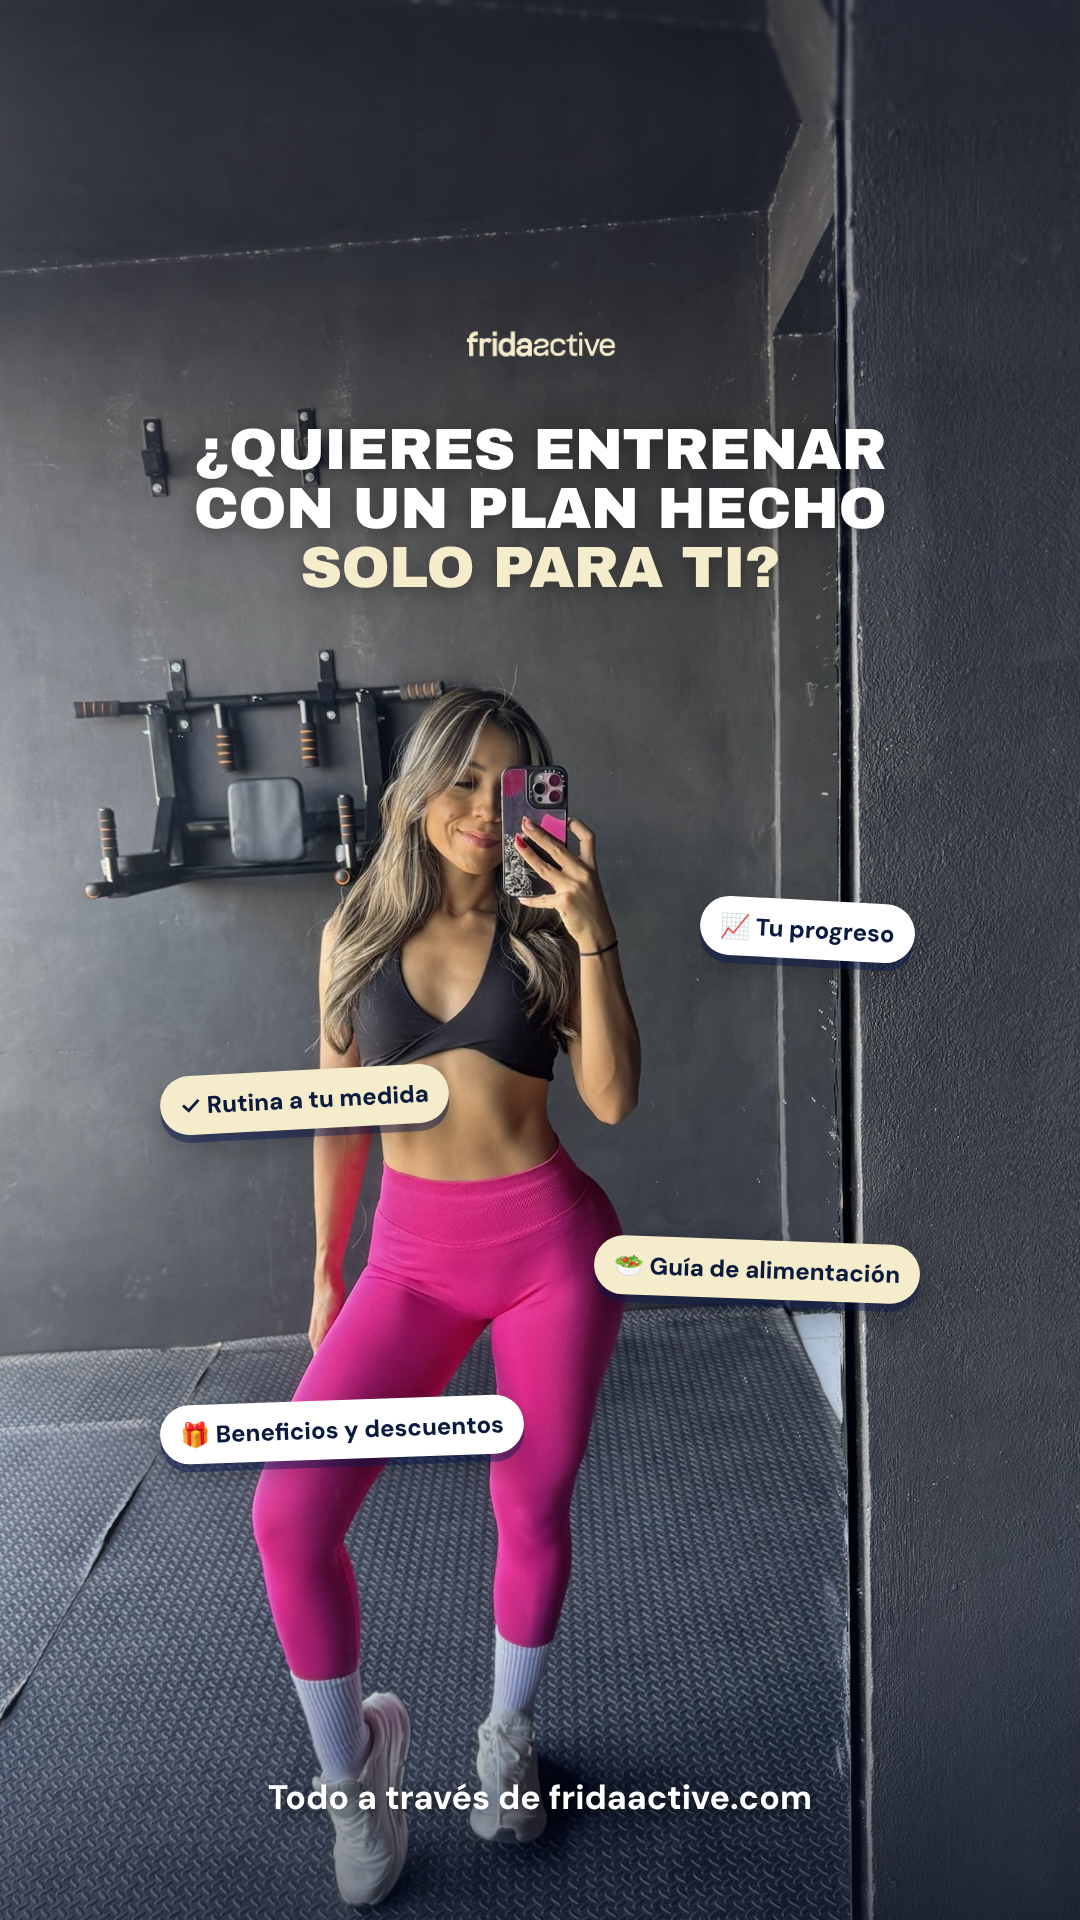 fridaactive
¿QUIERES ENTRENAR
CON UN PLAN HECHO
SOLO PARA TI?
📈 Tu progreso
✓ Rutina a tu medida
🥗 Guía de alimentación
🎁 Beneficios y descuentos
Todo a través de fridaactive.com